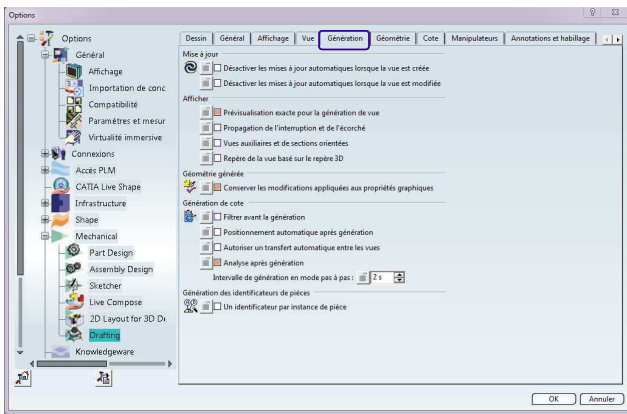 Options
Options
Général
Affichage
Importation de conc
Compatibilité
Paramétres et mesur
Virtualité immersive
Connexions
Accès PLM
CATIA Live Shape
Infrastructure
Shape
Mechanical
Part Design
Assembly Design
Sketcher
Live Compose
2D Layout for 3D De
Drafting
Knowledgeware
Dessin Général Affichage Vue Génération Géométrie Cote Manipulateurs Annotations et habillage
Mise à jour
Désactiver les mises à jour automatiques lorsque la vue est créée
Désactiver les mises à jour automatiques lorsque la vue est modifiée
Afficher
Prévisualisation exacte pour la génération de vue
Propagation de l'interruption et de l'écorché
Vues auxiliaires et de sections orientées
Repère de la vue basé sur le repère 3D
Géométrie générée
Conserver les modifications appliquées aux propriétés graphiques
Génération de cote
Filtrer avant la génération
Positionnement automatique après génération
Autoriser un transfert automatique entre les vues
Analyse après génération
Intervalle de génération en mode pas à pas : 2 s
Génération des identificateurs de pièces
Un identificateur par instance de pièce
OK Annuler